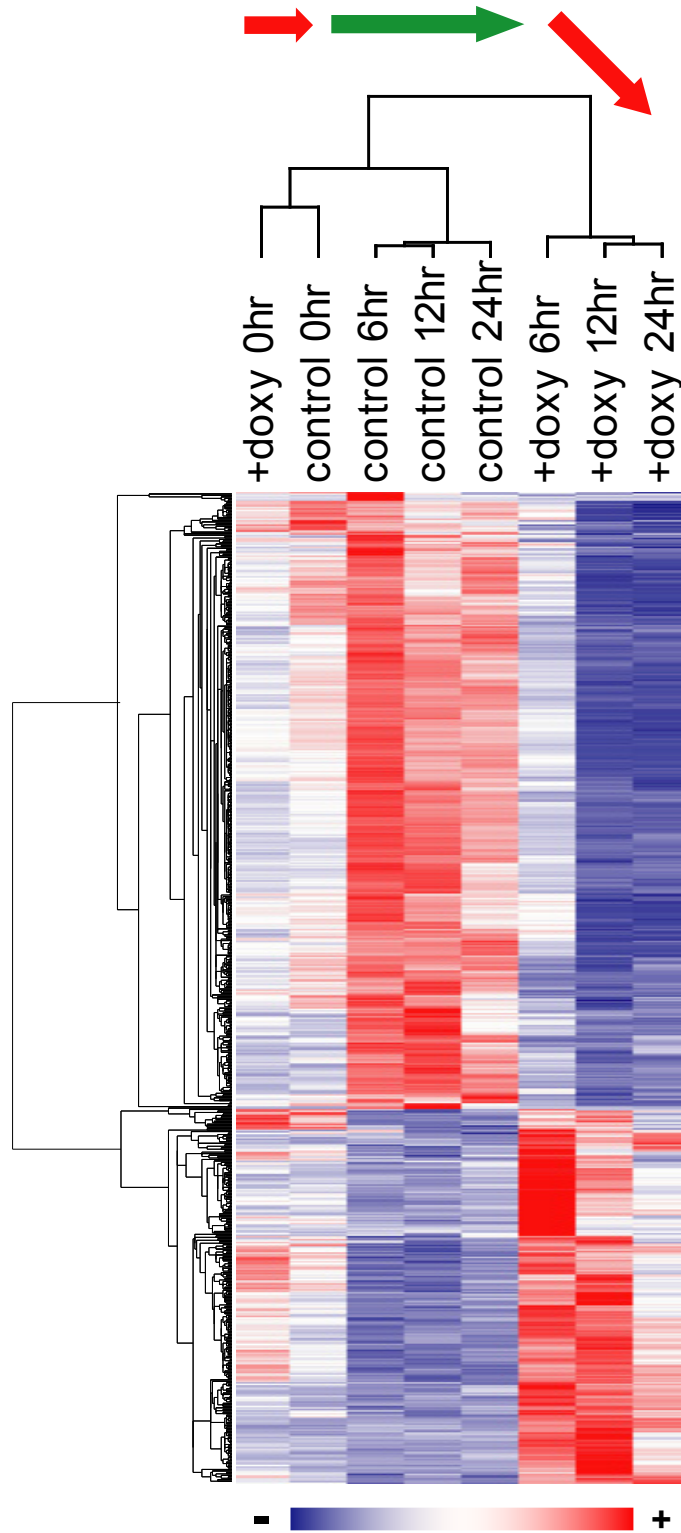 +doxy 0hr
control 0hr
control 6hr
control 12hr
control 24hr
+doxy 6hr
+doxy 12hr
+doxy 24hr
- +